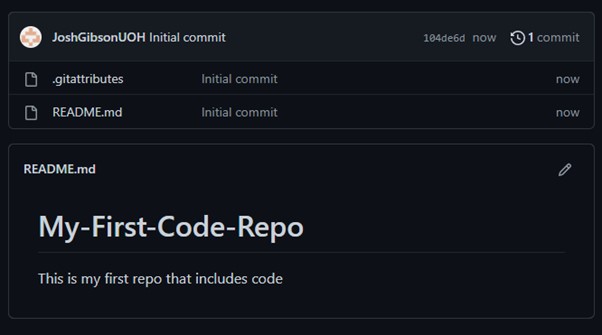 JoshGibsonUOH Initial commit 104de6d now 1 commit
.gitattributes Initial commit now
README.md Initial commit now
README.md
My-First-Code-Repo
This is my first repo that includes code